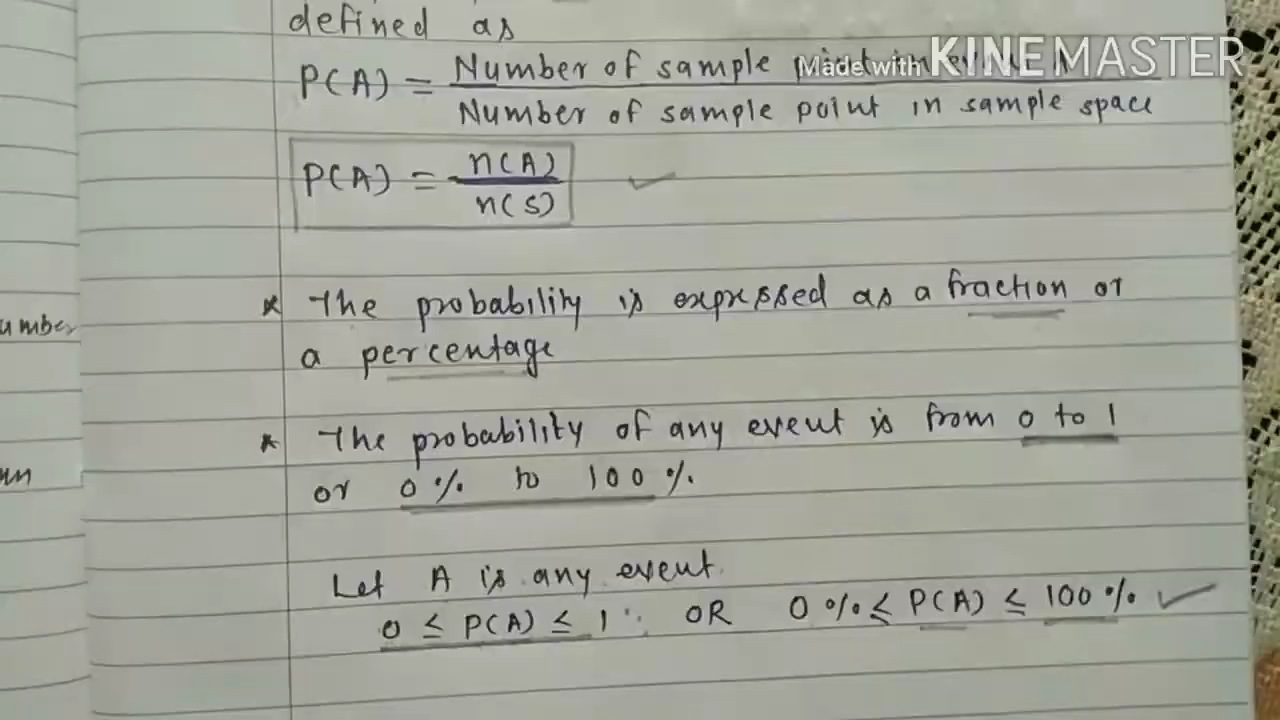 defined as
P(A) = Number of sample
Made with KINEMASTER
Number of sample point in sample space
P(A) = n(A)
n(S)
* The probability is expressed as a fraction or
umber
a percentage
* The probability of any event is from 0 to 1
or 0% to 100%.
Let A is any event.
0 ≤ P(A) ≤ 1 OR 0% ≤ P(A) ≤ 100%